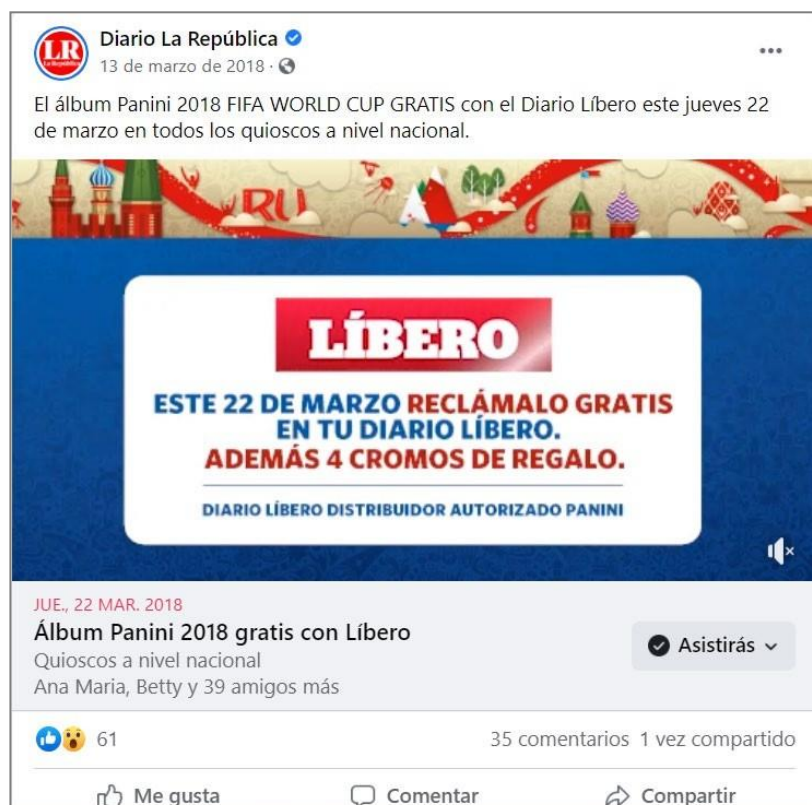 LR
La República
Diario La República
13 de marzo de 2018 ·
El álbum Panini 2018 FIFA WORLD CUP GRATIS con el Diario Líbero este jueves 22
de marzo en todos los quioscos a nivel nacional.
RU
LÍBERO
ESTE 22 DE MARZO RECLÁMALO GRATIS
EN TU DIARIO LÍBERO.
ADEMÁS 4 CROMOS DE REGALO.
DIARIO LÍBERO DISTRIBUIDOR AUTORIZADO PANINI
JUE., 22 MAR. 2018
Álbum Panini 2018 gratis con Líbero
Quioscos a nivel nacional
Ana Maria, Betty y 39 amigos más
Asistirás
61 35 comentarios 1 vez compartido
Me gusta Comentar Compartir